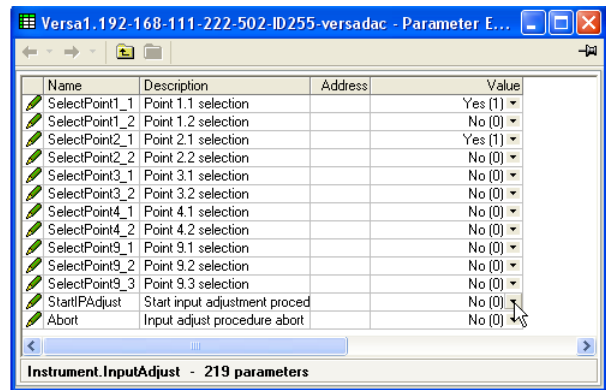 Versa1.192-168-111-222-502-ID255-versadac - Parameter E...
Name Description Address Value
SelectPoint1_1 Point 1.1 selection Yes (1)
SelectPoint1_2 Point 1.2 selection No (0)
SelectPoint2_1 Point 2.1 selection Yes (1)
SelectPoint2_2 Point 2.2 selection No (0)
SelectPoint3_1 Point 3.1 selection No (0)
SelectPoint3_2 Point 3.2 selection No (0)
SelectPoint4_1 Point 4.1 selection No (0)
SelectPoint4_2 Point 4.2 selection No (0)
SelectPoint9_1 Point 9.1 selection No (0)
SelectPoint9_2 Point 9.2 selection No (0)
SelectPoint9_3 Point 9.3 selection No (0)
StartIPAdjust Start input adjustment proced No (0)
Abort Input adjust procedure abort No (0)
Instrument.InputAdjust - 219 parameters